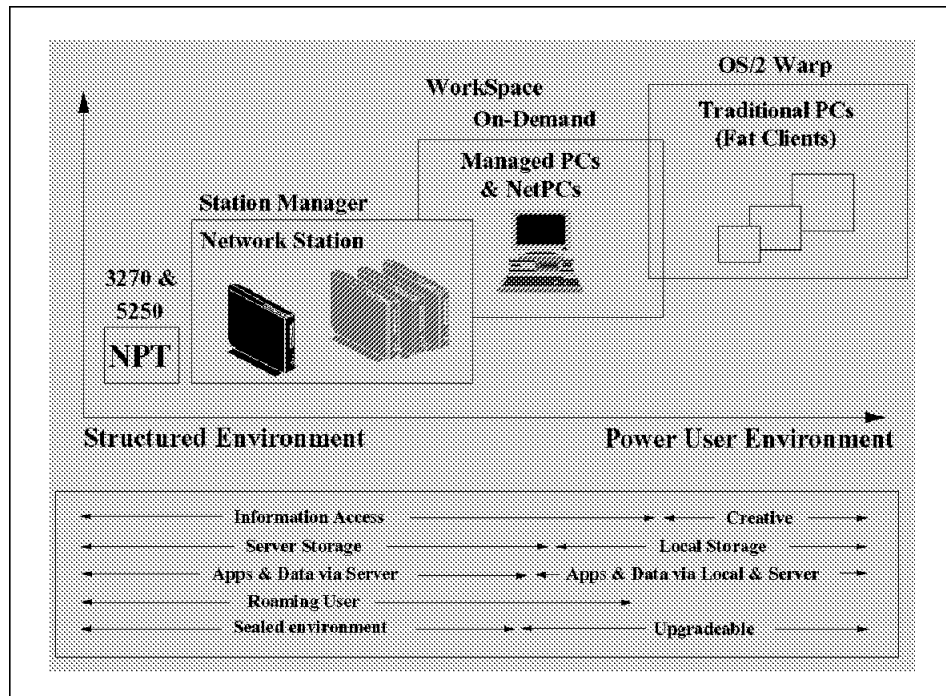 OS/2 Warp
WorkSpace
On-Demand
Traditional PCs
(Fat Clients)
Managed PCs
& NetPCs
Station Manager
Network Station
3270 &
5250
NPT
Structured Environment
Power User Environment
Information Access
Creative
Server Storage
Local Storage
Apps & Data via Server
Apps & Data via Local & Server
Roaming User
Sealed environment
Upgradeable